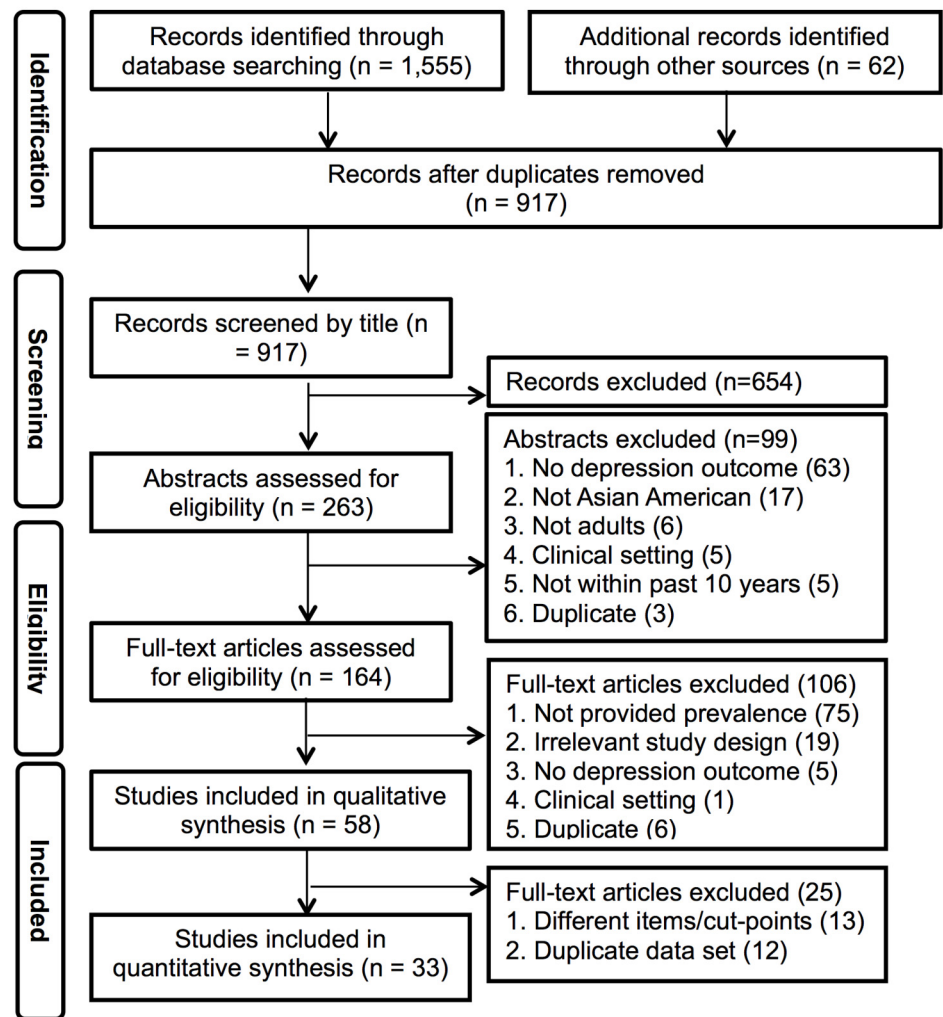 Identification
Records identified through
database searching (n = 1,555)
Additional records identified
through other sources (n = 62)
Records after duplicates removed
(n = 917)
Screening
Records screened by title (n
= 917)
Records excluded (n=654)
Abstracts assessed for
eligibility (n = 263)
Abstracts excluded (n=99)
1. No depression outcome (63)
2. Not Asian American (17)
3. Not adults (6)
4. Clinical setting (5)
5. Not within past 10 years (5)
6. Duplicate (3)
Eligibility
Full-text articles assessed
for eligibility (n = 164)
Full-text articles excluded (106)
1. Not provided prevalence (75)
2. Irrelevant study design (19)
3. No depression outcome (5)
4. Clinical setting (1)
5. Duplicate (6)
Included
Studies included in qualitative
synthesis (n = 58)
Full-text articles excluded (25)
1. Different items/cut-points (13)
2. Duplicate data set (12)
Studies included in
quantitative synthesis (n = 33)